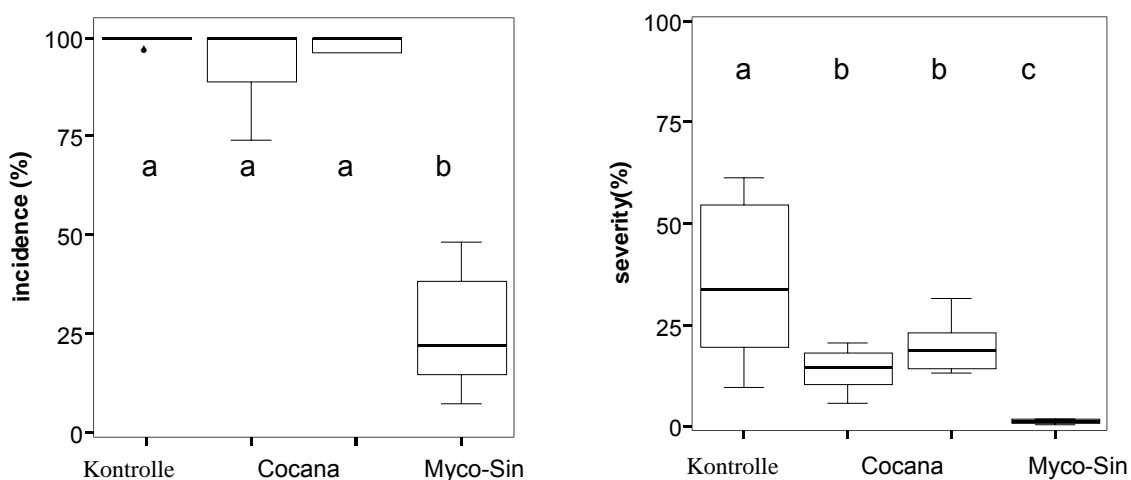 incidence (%)
100
75
50
25
0
a a a b
Kontrolle Cocana Myco-Sin
severity(%)
100
75
50
25
0
a b b c
Kontrolle Cocana Myco-Sin